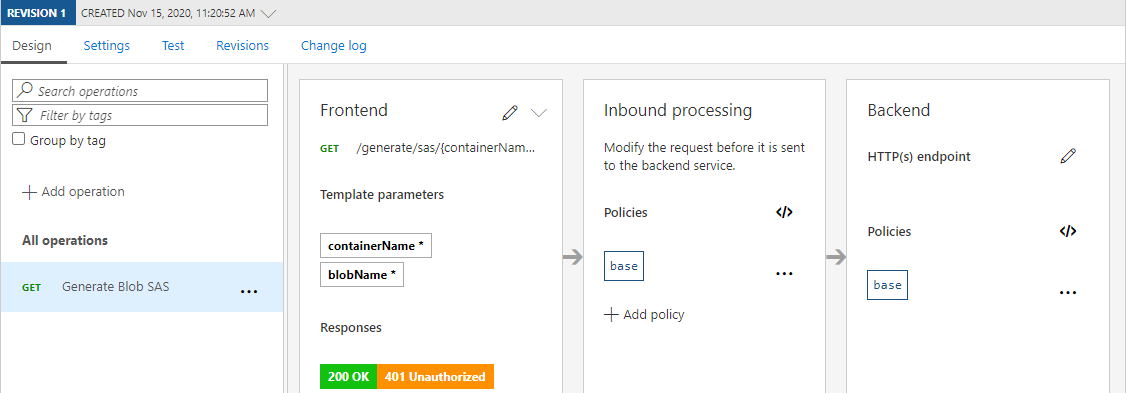 REVISION 1 CREATED Nov 15, 2020, 11:20:52 AM
Design Settings Test Revisions Change log
Search operations
Filter by tags
Group by tag
Add operation
All operations
GET Generate Blob SAS ...
Frontend
GET /generate/sas/{containerNam...
Template parameters
containerName *
blobName *
Responses
200 OK 401 Unauthorized
Inbound processing
Modify the request before it is sent
to the backend service.
Policies </>
base ...
Add policy
Backend
HTTP(s) endpoint
Policies </>
base ...